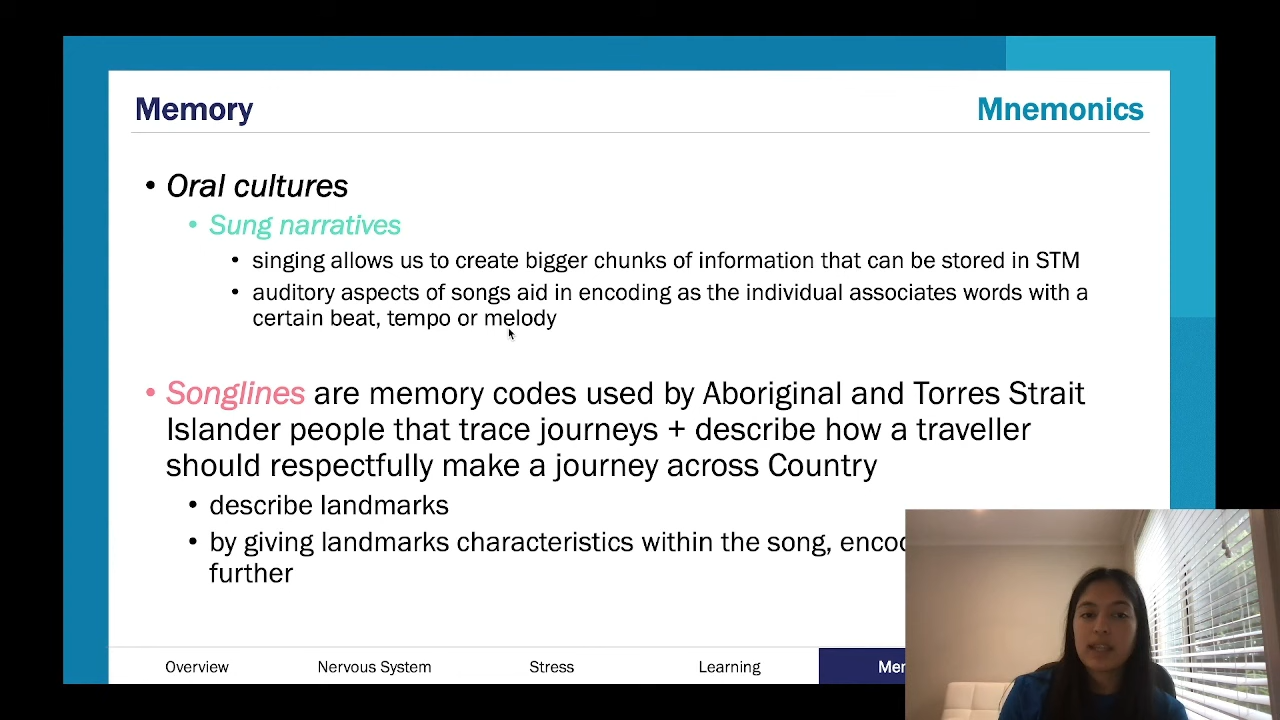 Memory
Mnemonics
• Oral cultures
• Sung narratives
• singing allows us to create bigger chunks of information that can be stored in STM
• auditory aspects of songs aid in encoding as the individual associates words with a
certain beat, tempo or melody
• Songlines are memory codes used by Aboriginal and Torres Strait
Islander people that trace journeys + describe how a traveller
should respectfully make a journey across Country
• describe landmarks
• by giving landmarks characteristics within the song,
further
Overview
Nervous System
Stress
Learning